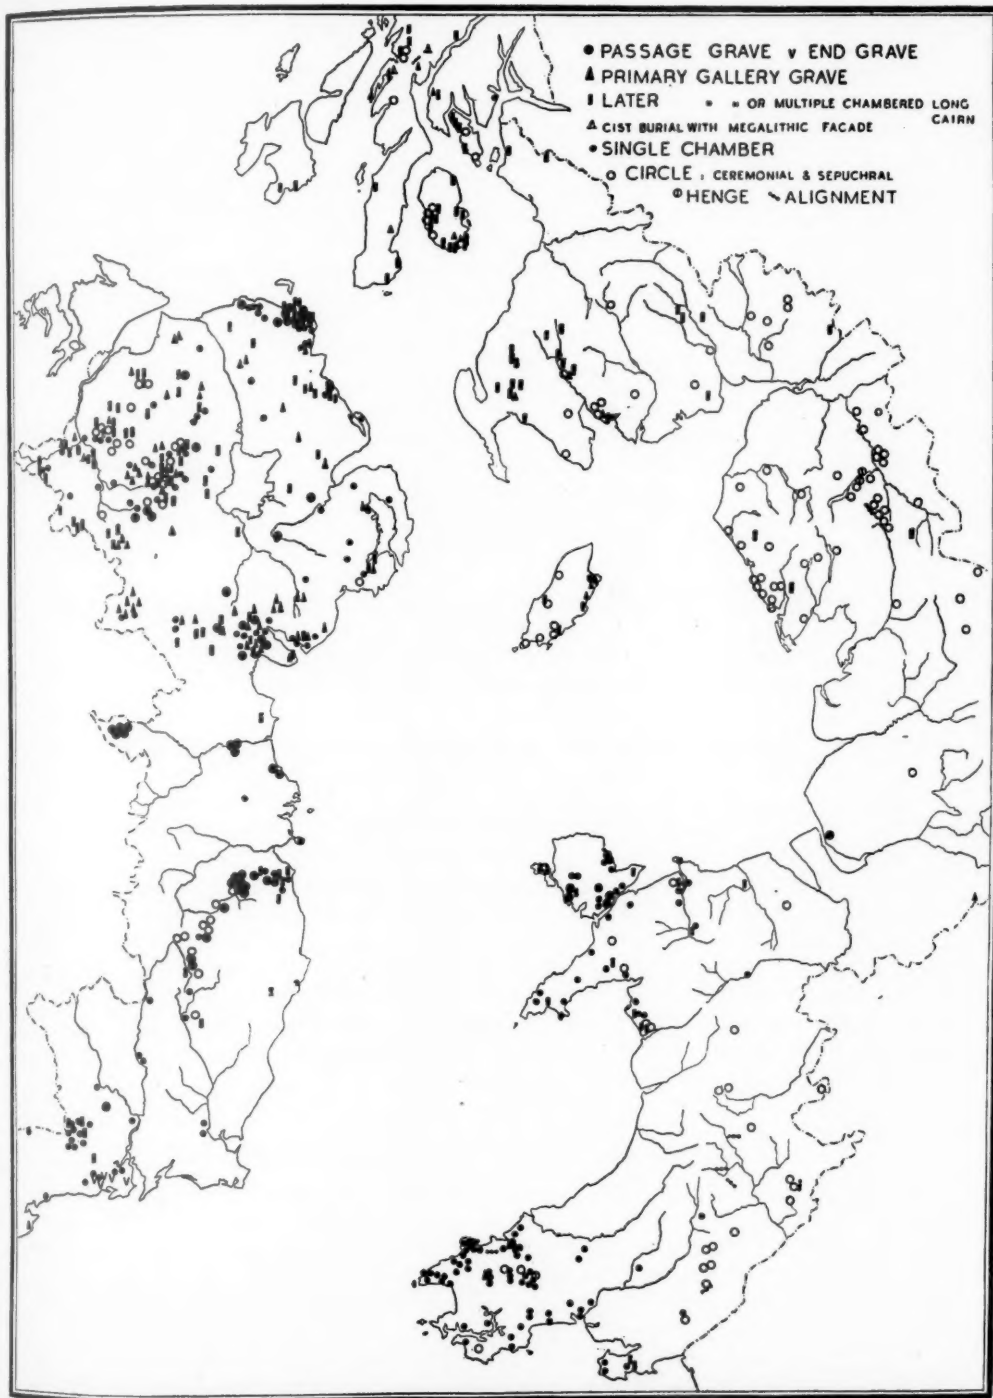 PASSAGE GRAVE v END GRAVE
PRIMARY GALLERY GRAVE
LATER " " OR MULTIPLE CHAMBERED LONG
CAIRN
CIST BURIAL WITH MEGALITHIC FACADE
SINGLE CHAMBER
CIRCLE : CEREMONIAL & SEPUCHRAL
HENGE ALIGNMENT
V V V